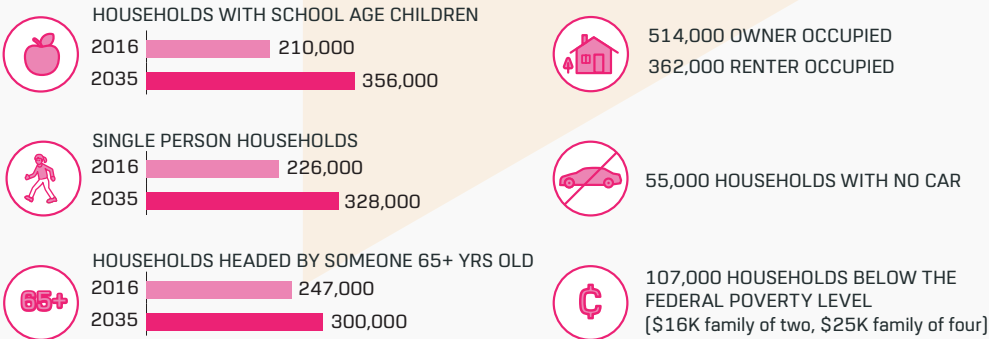 HOUSEHOLDS WITH SCHOOL AGE CHILDREN
2016 210,000
2035 356,000
SINGLE PERSON HOUSEHOLDS
2016 226,000
2035 328,000
65+
HOUSEHOLDS HEADED BY SOMEONE 65+ YRS OLD
2016 247,000
2035 300,000
514,000 OWNER OCCUPIED
362,000 RENTER OCCUPIED
55,000 HOUSEHOLDS WITH NO CAR
¢
107,000 HOUSEHOLDS BELOW THE
FEDERAL POVERTY LEVEL
[$16K family of two, $25K family of four]